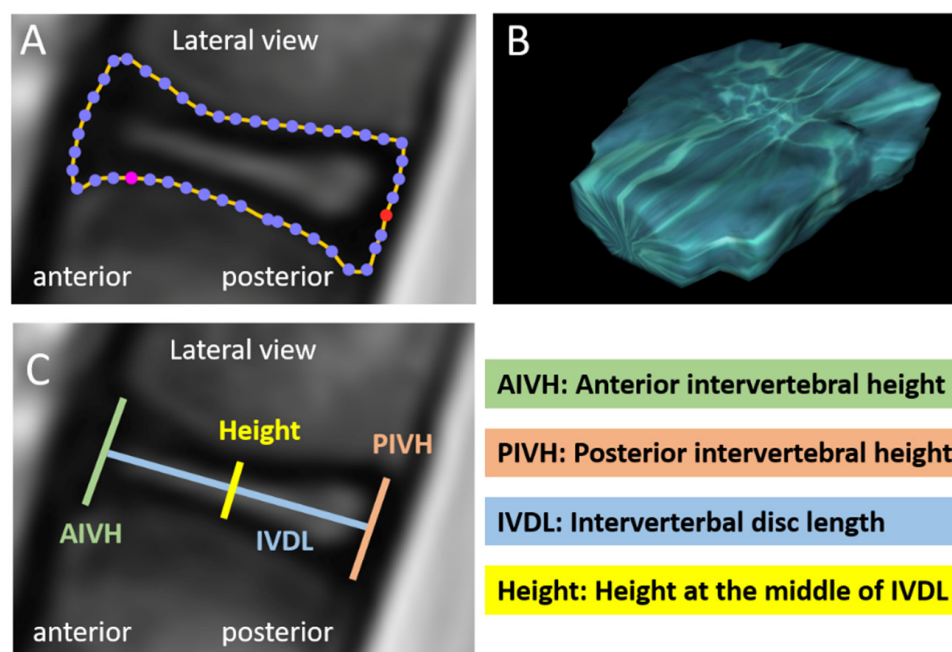 A
Lateral view
anterior posterior
B
C
Lateral view
Height
PIVH
AIVH
IVDL
anterior posterior
AIVH: Anterior intervertebral height
PIVH: Posterior intervertebral height
IVDL: Interverterbal disc length
Height: Height at the middle of IVDL